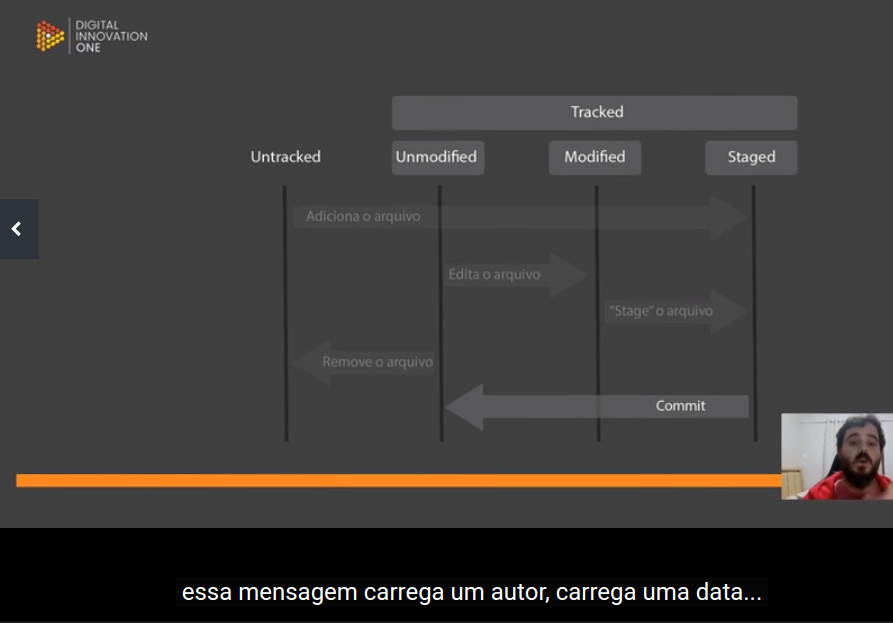 DIGITAL
INNOVATION
ONE
Tracked
Untracked
Unmodified
Modified
Staged
Adiciona o arquivo
Edita o arquivo
“Stage” o arquivo
Remove o arquivo
Commit
essa mensagem carrega um autor, carrega uma data...